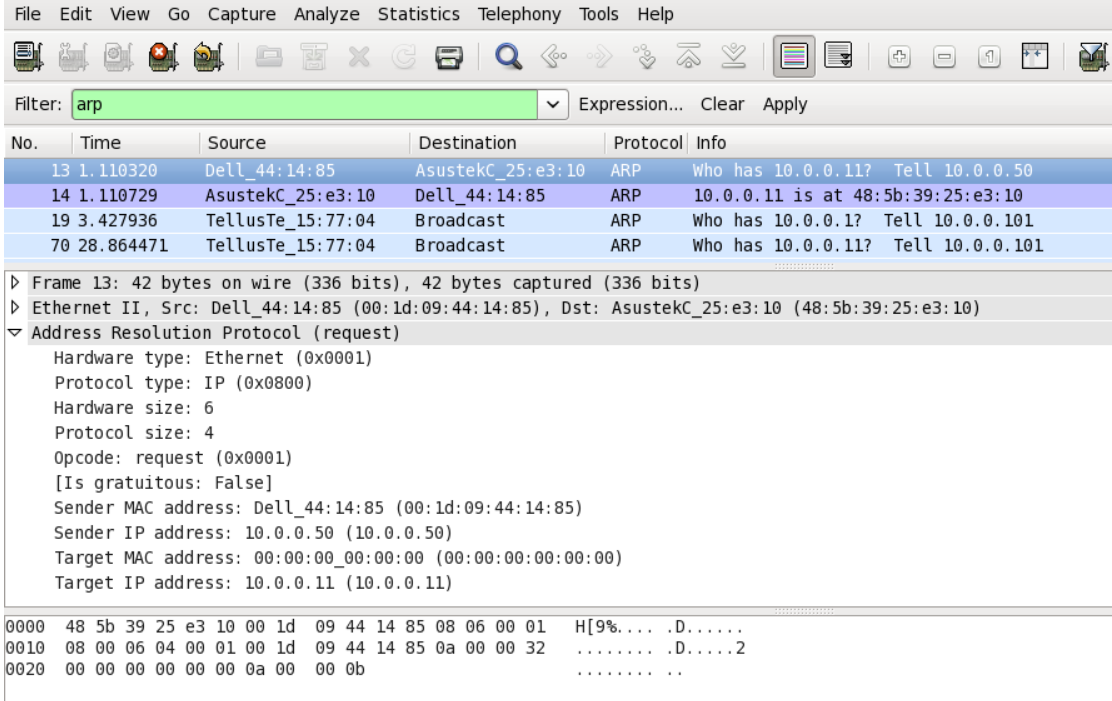 File Edit View Go Capture Analyze Statistics Telephony Tools Help
Filter: arp Expression... Clear Apply
No. Time Source Destination Protocol Info
13 1.110320 Dell_44:14:85 AsustekC_25:e3:10 ARP Who has 10.0.0.11? Tell 10.0.0.50
14 1.110729 AsustekC_25:e3:10 Dell_44:14:85 ARP 10.0.0.11 is at 48:5b:39:25:e3:10
19 3.427936 TellusTe_15:77:04 Broadcast ARP Who has 10.0.0.1? Tell 10.0.0.101
70 28.864471 TellusTe_15:77:04 Broadcast ARP Who has 10.0.0.11? Tell 10.0.0.101
Frame 13: 42 bytes on wire (336 bits), 42 bytes captured (336 bits)
Ethernet II, Src: Dell_44:14:85 (00:1d:09:44:14:85), Dst: AsustekC_25:e3:10 (48:5b:39:25:e3:10)
Address Resolution Protocol (request)
Hardware type: Ethernet (0x0001)
Protocol type: IP (0x0800)
Hardware size: 6
Protocol size: 4
Opcode: request (0x0001)
[Is gratuitous: False]
Sender MAC address: Dell_44:14:85 (00:1d:09:44:14:85)
Sender IP address: 10.0.0.50 (10.0.0.50)
Target MAC address: 00:00:00_00:00:00 (00:00:00:00:00:00)
Target IP address: 10.0.0.11 (10.0.0.11)
0000 48 5b 39 25 e3 10 00 1d 09 44 14 85 08 06 00 01 H[9%.... .D......
0010 08 00 06 04 00 01 00 1d 09 44 14 85 0a 00 00 32 ........ .D.....2
0020 00 00 00 00 00 00 0a 00 00 0b ........ ..